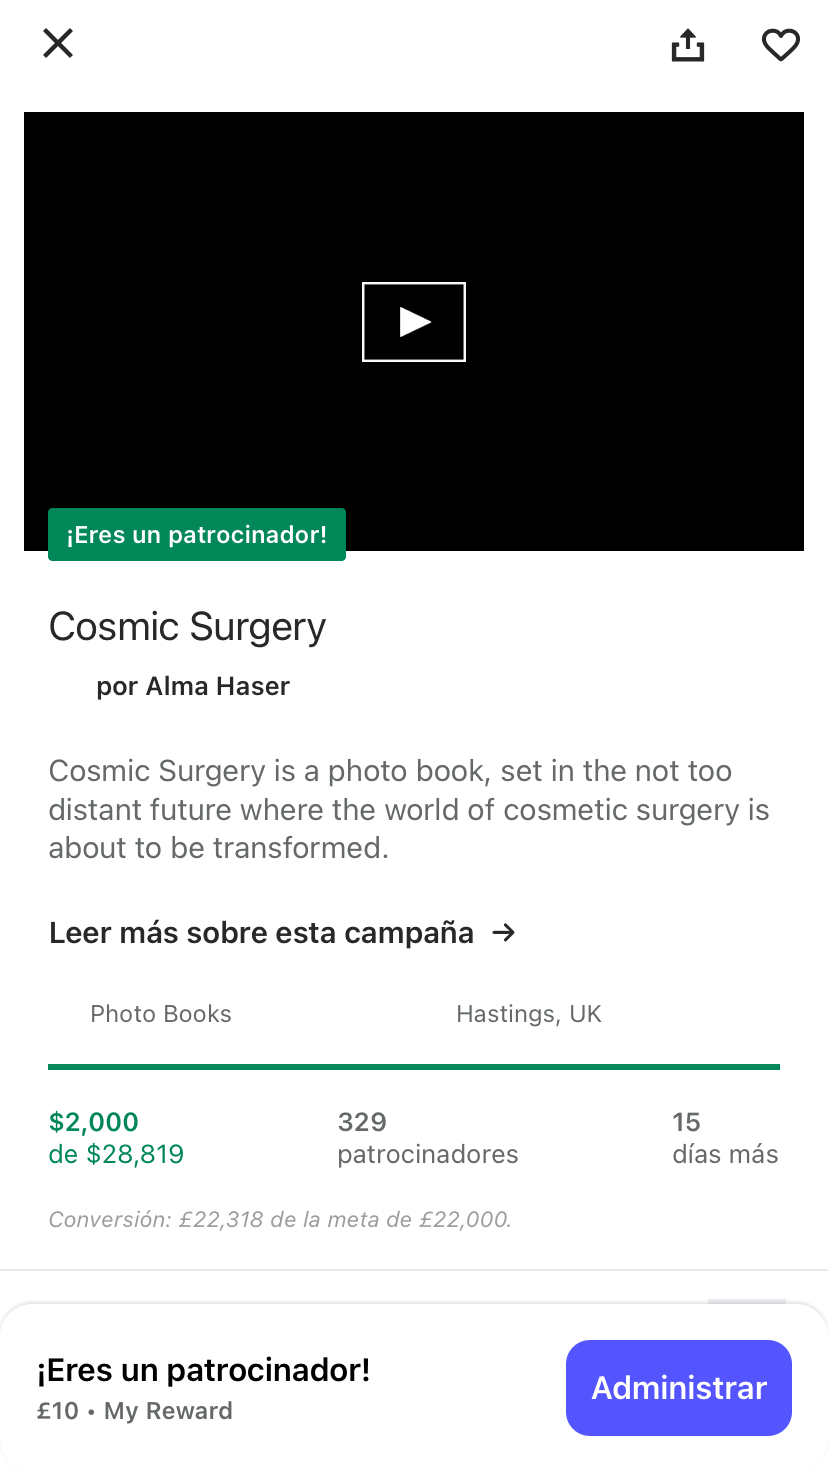 ¡Eres un patrocinador!
Cosmic Surgery
por Alma Haser
Cosmic Surgery is a photo book, set in the not too
distant future where the world of cosmetic surgery is
about to be transformed.
Leer más sobre esta campaña →
Photo Books
Hastings, UK
$2,000
de $28,819
329
patrocinadores
15
días más
Conversión: £22,318 de la meta de £22,000.
¡Eres un patrocinador!
£10 • My Reward
Administrar